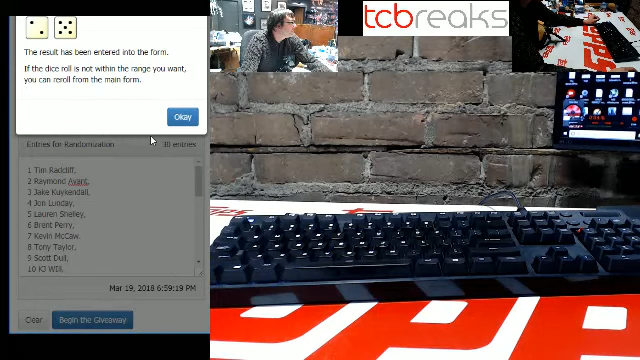 tcbreaks
The result has been entered into the form.
If the dice roll is not within the range you want,
you can reroll from the main form.
Okay
Entries for Randomization
30 entries
1 Tim Radcliff,
2 Raymond Avant,
3 Jake Kuykendall,
4 Jon Lunday,
5 Lauren Shelley,
6 Brent Perry,
7 Kevin McCaw,
8 Tony Taylor,
9 Scott Dull,
10 KJ Will,
Mar 19, 2018 6:59:19 PM
Clear
Begin the Giveaway